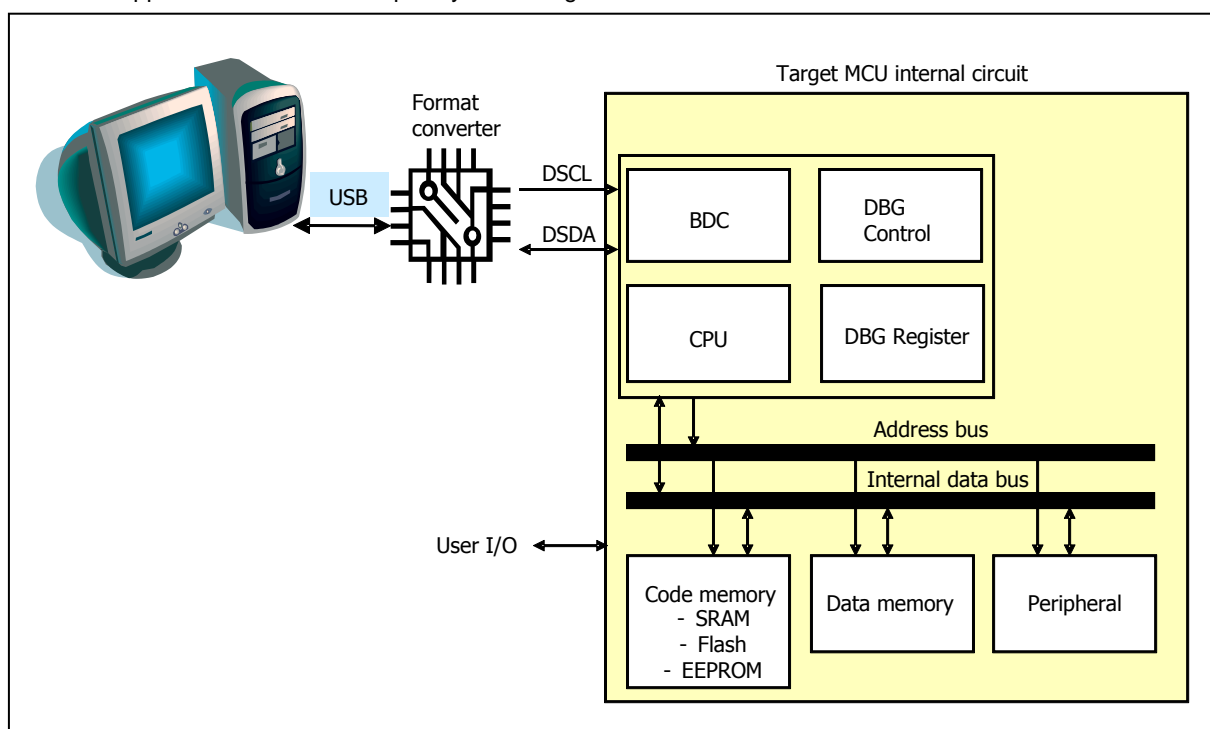 Target MCU internal circuit
Format
converter
USB
DSCL
DSDA
BDC
DBG
Control
CPU
DBG Register
Address bus
Internal data bus
User I/O
Code memory
- SRAM
- Flash
- EEPROM
Data memory
Peripheral